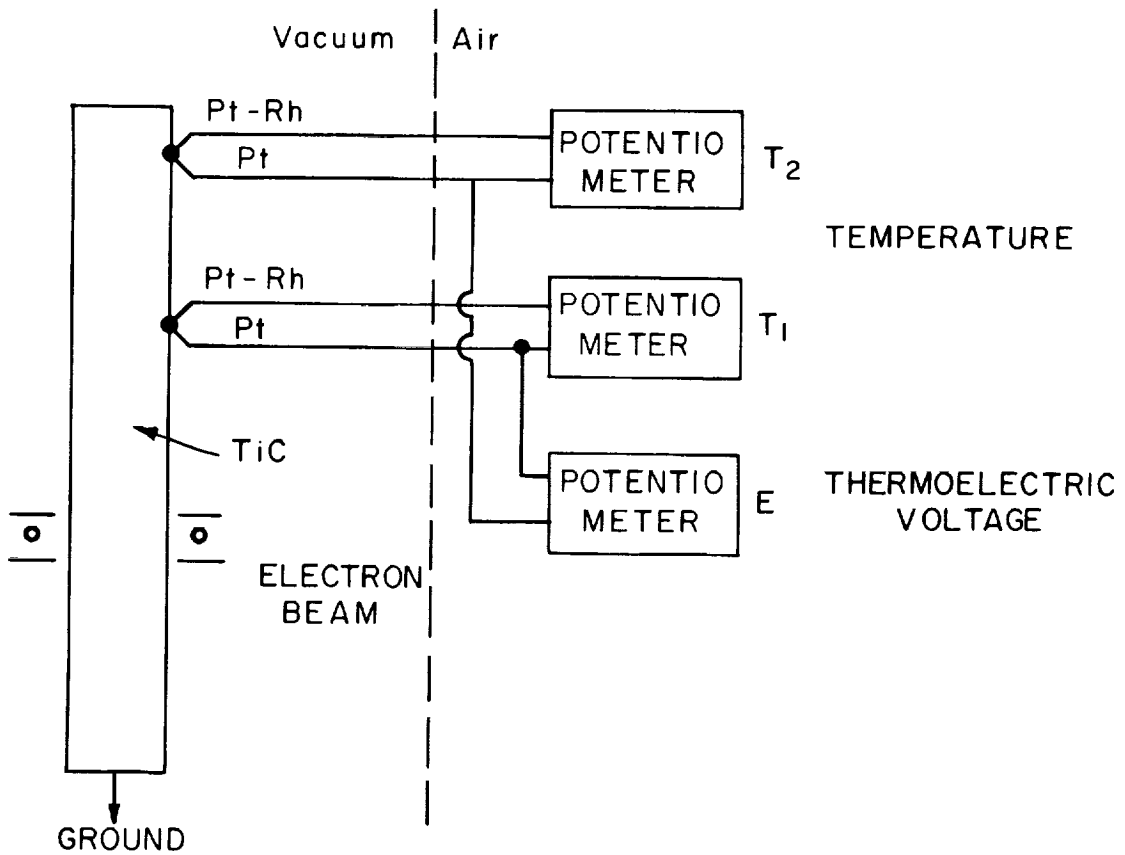 Vacuum
Air
Pt-Rh
Pt
POTENTIO
METER
T2
TEMPERATURE
Pt-Rh
Pt
POTENTIO
METER
T1
TiC
POTENTIO
METER
E
THERMOELECTRIC
VOLTAGE
ELECTRON
BEAM
GROUND